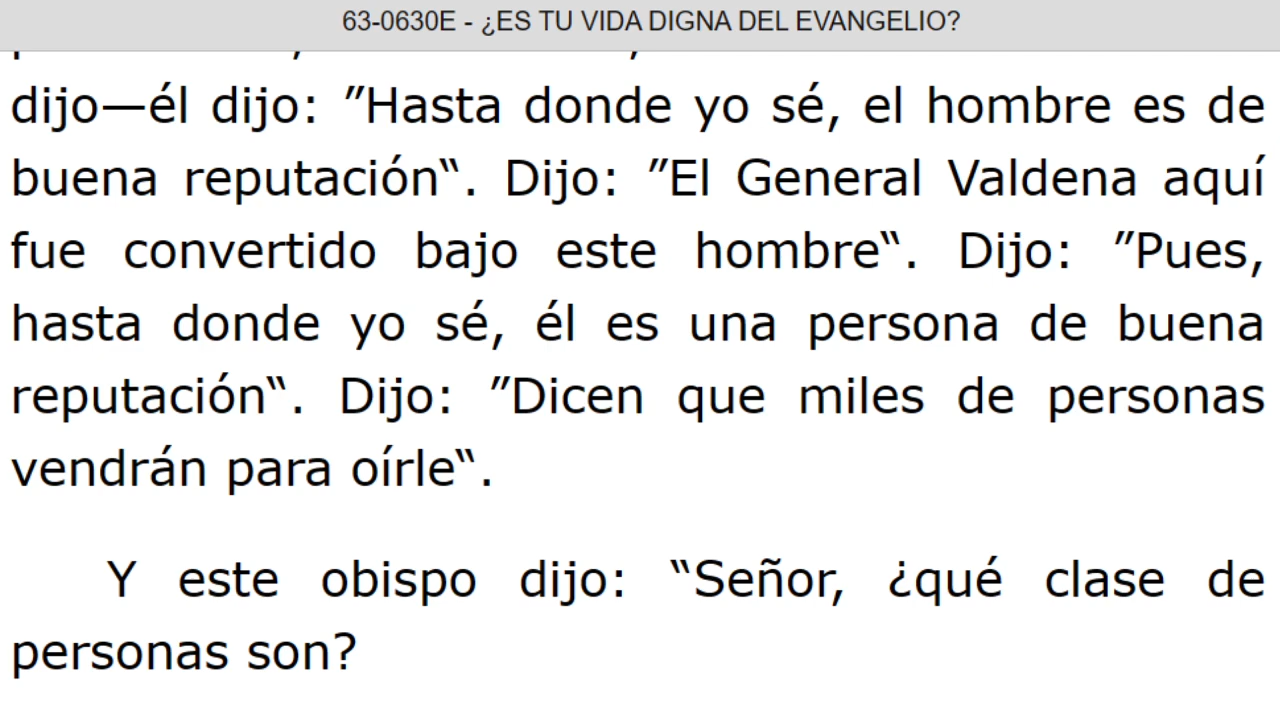 63-0630E - ¿ES TU VIDA DIGNA DEL EVANGELIO?
dijo—él dijo: ”Hasta donde yo sé, el hombre es de
buena reputación“. Dijo: ”El General Valdena aquí
fue convertido bajo este hombre“. Dijo: ”Pues,
hasta donde yo sé, él es una persona de buena
reputación“. Dijo: ”Dicen que miles de personas
vendrán para oírle“.
Y este obispo dijo: “Señor, ¿qué clase de
personas son?